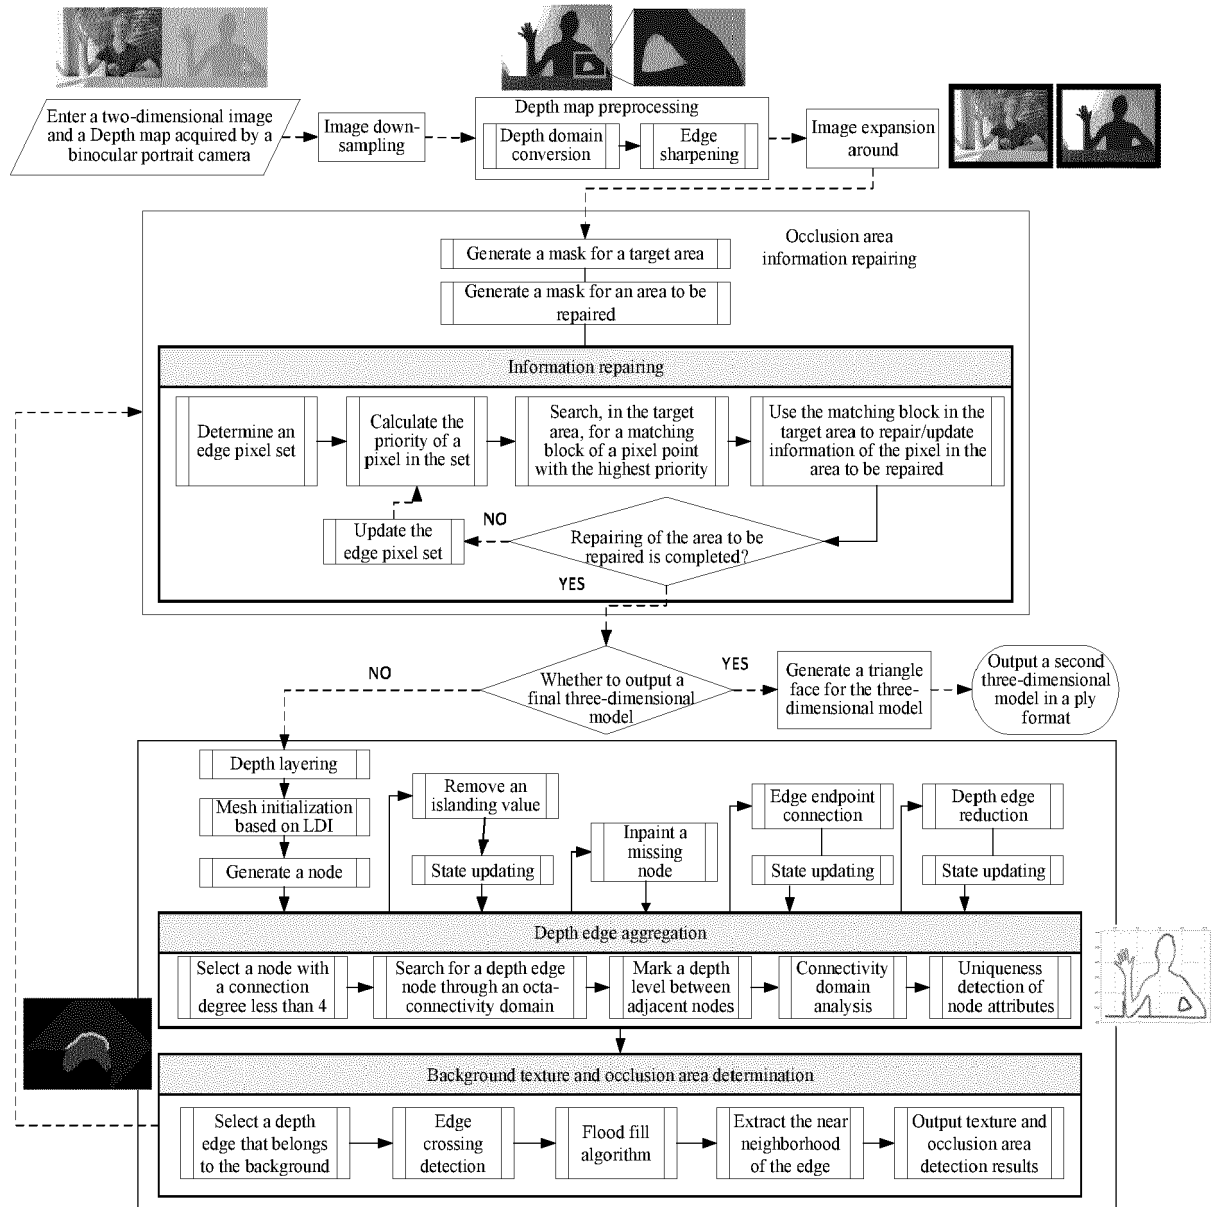 Enter a two-dimensional image
and a Depth map acquired by a
binocular portrait camera
Image down-
sampling
Depth map preprocessing
Depth domain
conversion
Edge
sharpening
Image expansion
around
Occlusion area
information repairing
Generate a mask for a target area
Generate a mask for an area to be
repaired
Information repairing
Determine an
edge pixel set
Calculate the
priority of a
pixel in the set
Search, in the target
area, for a matching
block of a pixel point
with the highest priority
Use the matching block in the
target area to repair/update
information of the pixel in the
area to be repaired
Update the
edge pixel set
NO
Repairing of the area to be
repaired is completed?
YES
NO
Whether to output a
final three-dimensional
model
YES
Generate a triangle
face for the three-
dimensional model
Output a second
three-dimensional
model in a ply
format
Depth layering
Mesh initialization
based on LDI
Generate a node
Remove an
islanding value
State updating
Inpaint a
missing
node
Edge endpoint
connection
State updating
Depth edge
reduction
State updating
Depth edge aggregation
Select a node with
a connection
degree less than 4
Search for a depth edge
node through an octa-
connectivity domain
Mark a depth
level between
adjacent nodes
Connectivity
domain
analysis
Uniqueness
detection of
node attributes
Background texture and occlusion area determination
Select a depth
edge that belongs
to the background
Edge
crossing
detection
Flood fill
algorithm
Extract the near
neighborhood
of the edge
Output texture and
occlusion area
detection results